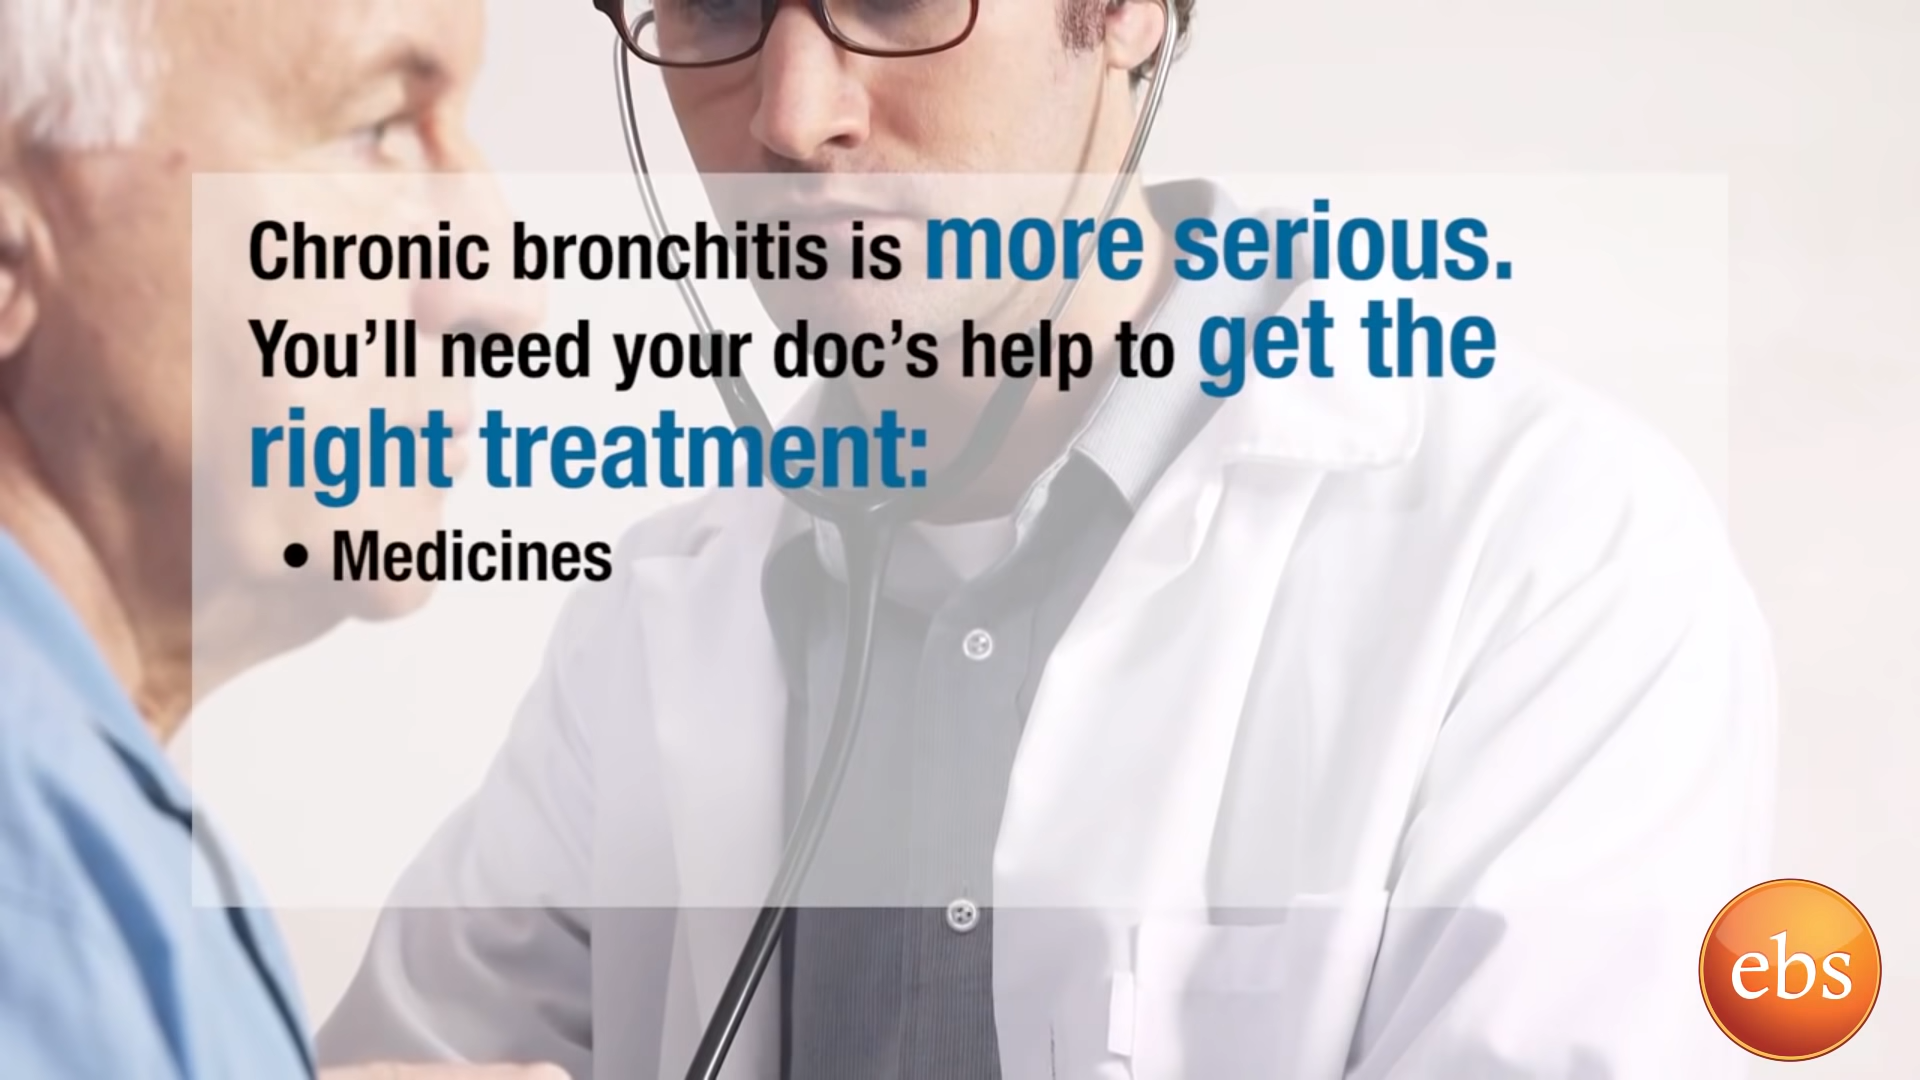 Chronic bronchitis is more serious.
You’ll need your doc’s help to get the
right treatment:
• Medicines
ebs